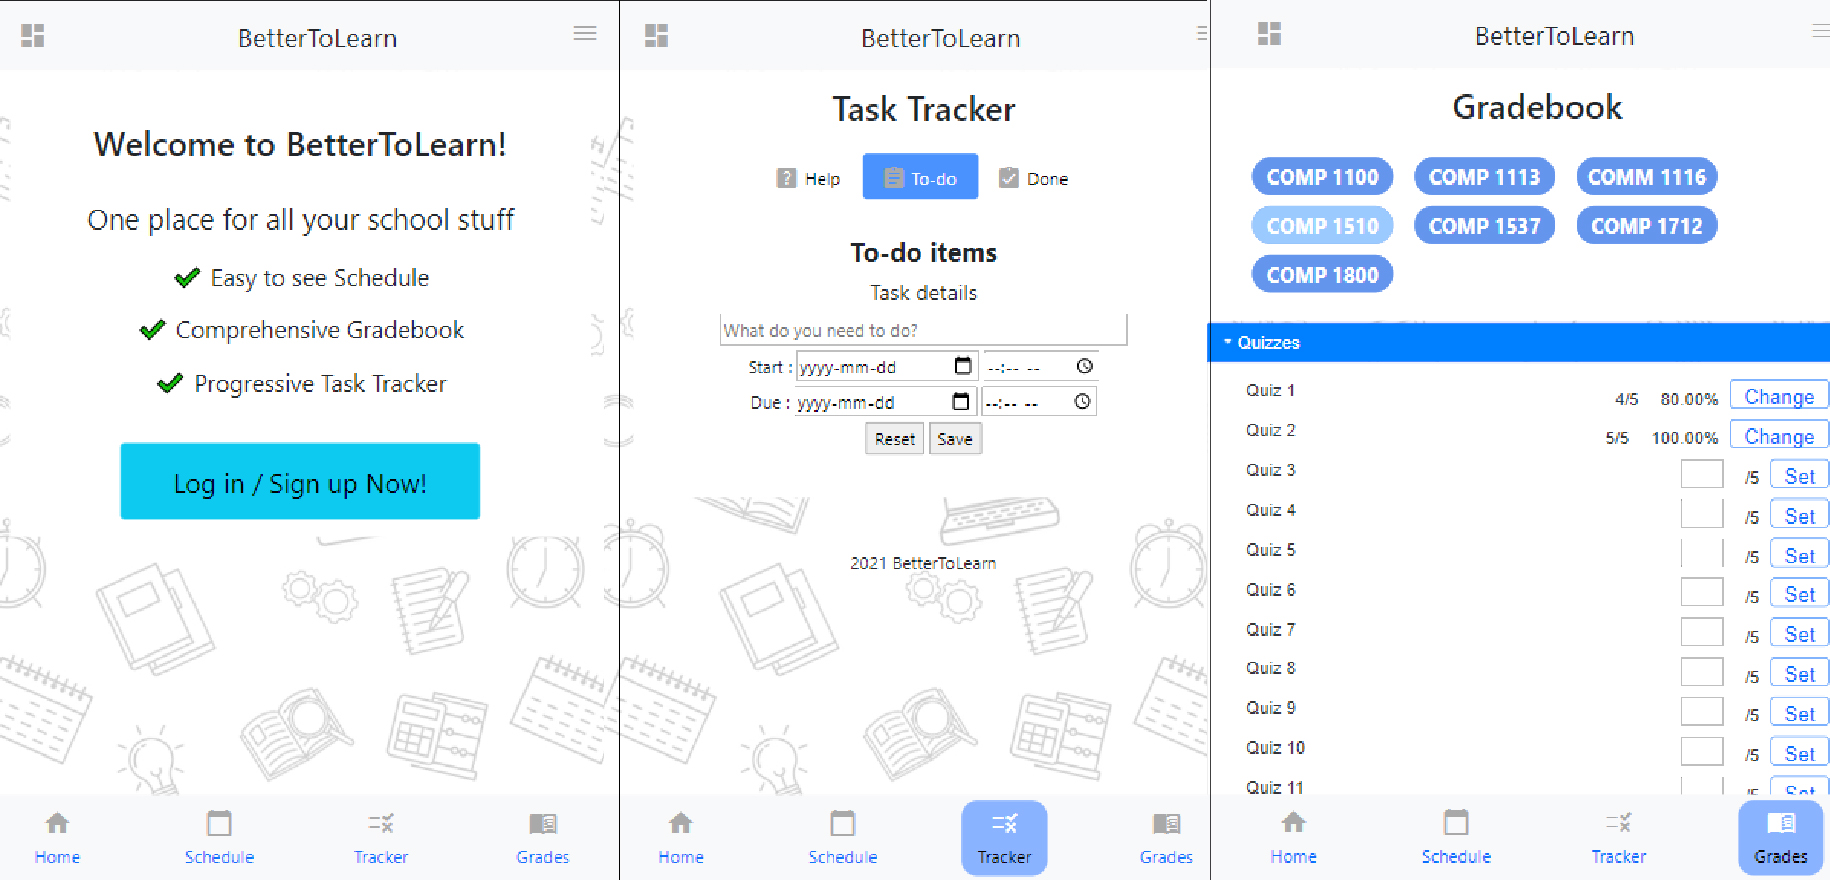 BetterToLearn
Welcome to BetterToLearn!
One place for all your school stuff
Easy to see Schedule
Comprehensive Gradebook
Progressive Task Tracker
Log in / Sign up Now!
Home Schedule Tracker Grades
BetterToLearn
Task Tracker
Help To-do Done
To-do items
Task details
What do you need to do?
Start : yyyy-mm-dd --:-- --
Due : yyyy-mm-dd --:-- --
Reset Save
2021 BetterToLearn
Home Schedule Tracker Grades
BetterToLearn
Gradebook
COMP 1100 COMP 1113 COMM 1116
COMP 1510 COMP 1537 COMP 1712
COMP 1800
Quizzes
Quiz 1 4/5 80.00% Change
Quiz 2 5/5 100.00% Change
Quiz 3 /5 Set
Quiz 4 /5 Set
Quiz 5 /5 Set
Quiz 6 /5 Set
Quiz 7 /5 Set
Quiz 8 /5 Set
Quiz 9 /5 Set
Quiz 10 /5 Set
Quiz 11 /5 Set
Home Schedule Tracker Grades